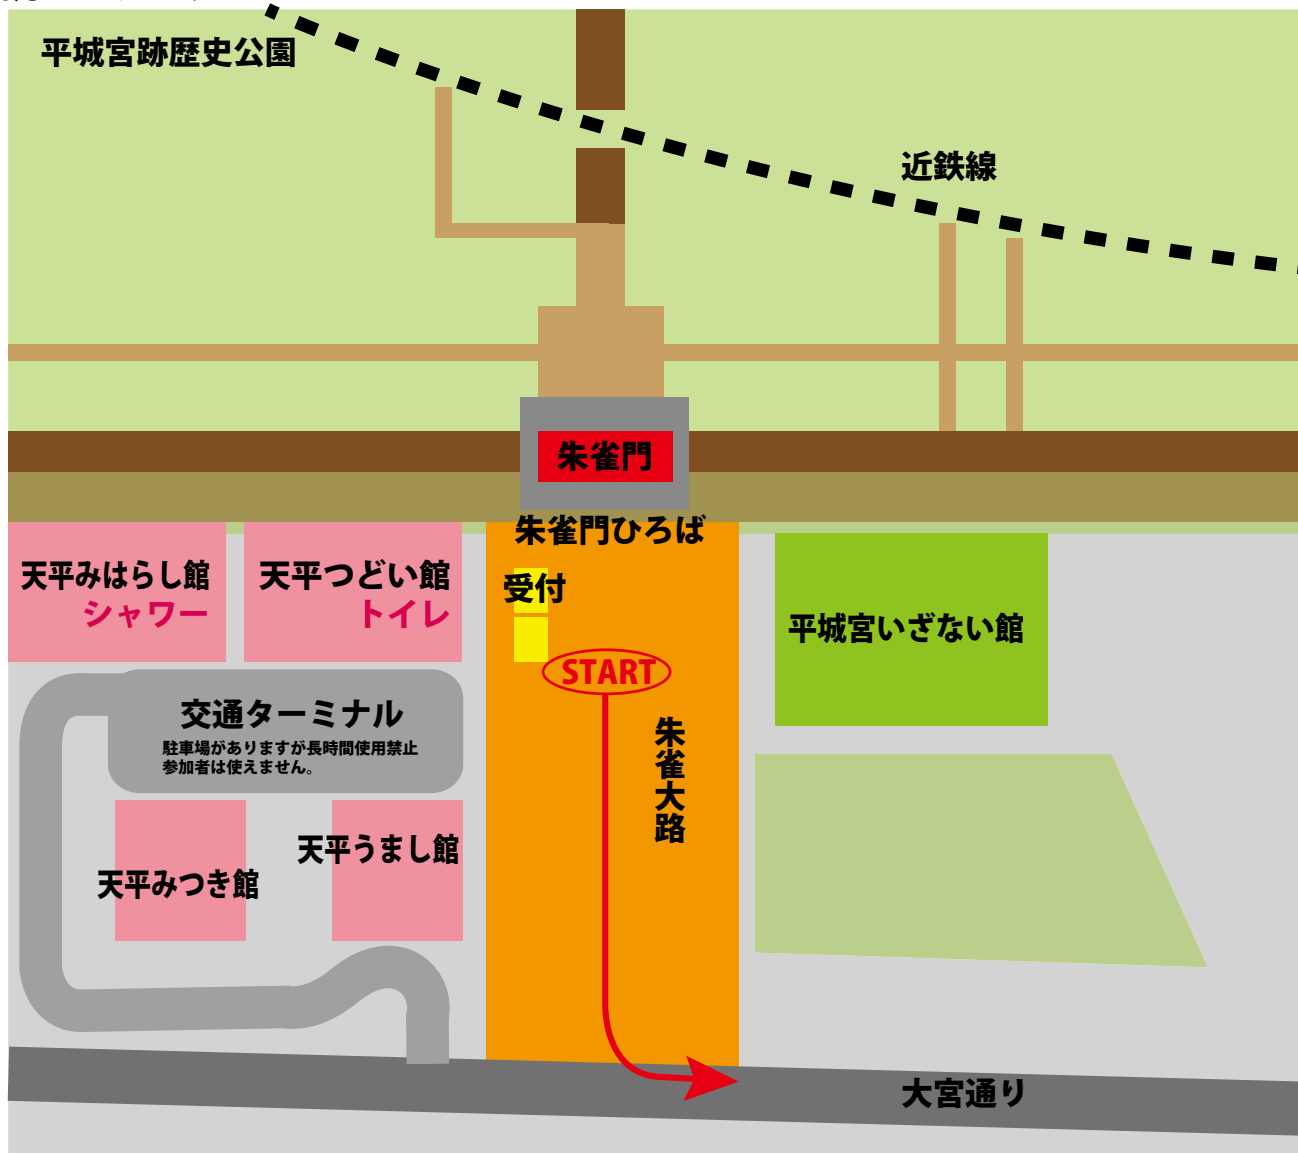 平城宮跡歴史公園
近鉄線
朱雀門
朱雀門ひろば
天平みはらし館
シャワー
天平つどい館
トイレ
受付
平城宮いざない館
START
交通ターミナル
駐車場がありますが長時間使用禁止
参加者は使えません。
朱雀大路
天平うまし館
天平みつき館
大宮通り